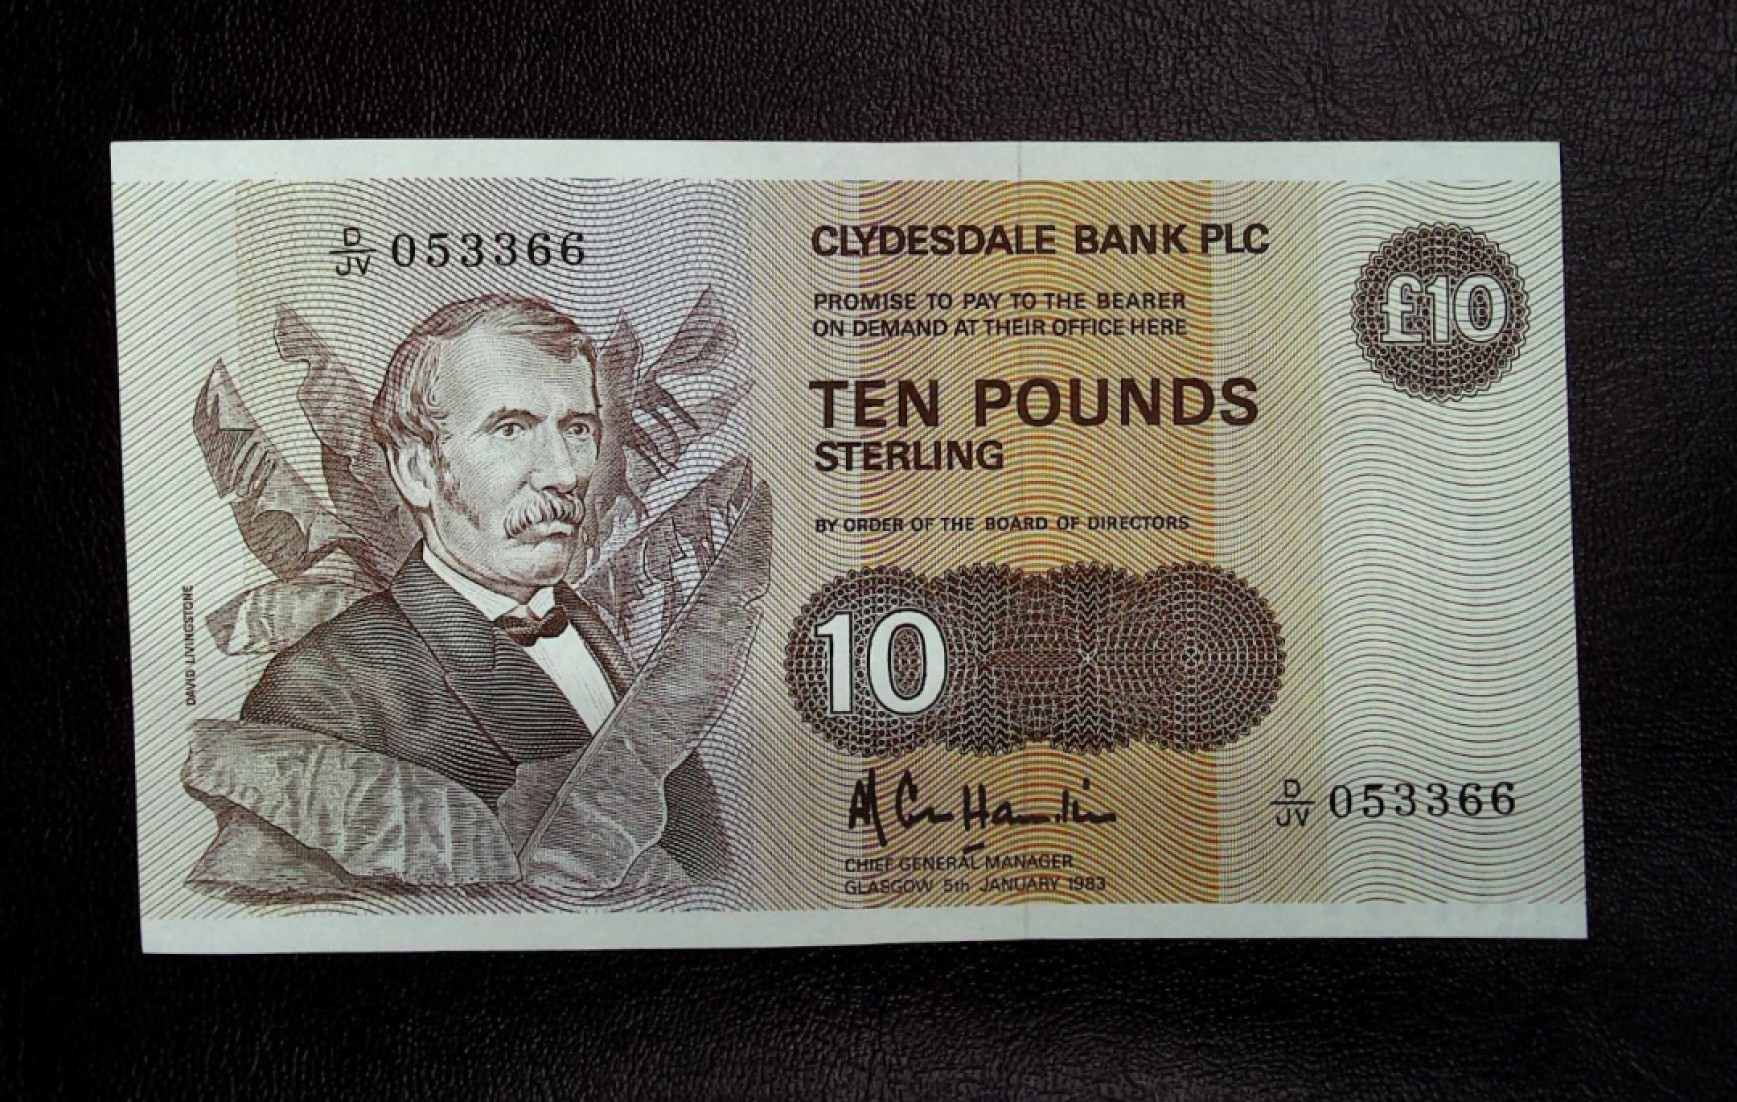 D/JV 053366
CLYDESDALE BANK PLC
PROMISE TO PAY TO THE BEARER
ON DEMAND AT THEIR OFFICE HERE
£10
TEN POUNDS
STERLING
BY ORDER OF THE BOARD OF DIRECTORS
DAVID LIVINGSTONE
10
D/JV 053366
CHIEF GENERAL MANAGER
GLASGOW 5th JANUARY 1983